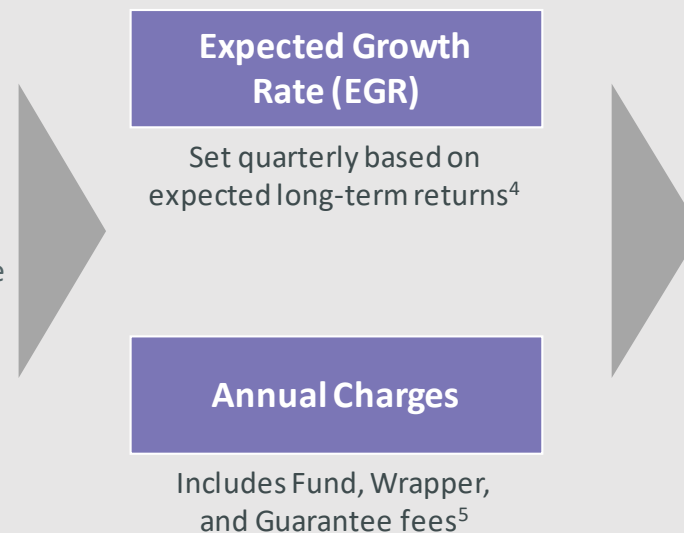 Expected Growth
Rate (EGR)
Set quarterly based on
expected long-term returns⁴
Annual Charges
Includes Fund, Wrapper,
and Guarantee fees⁵